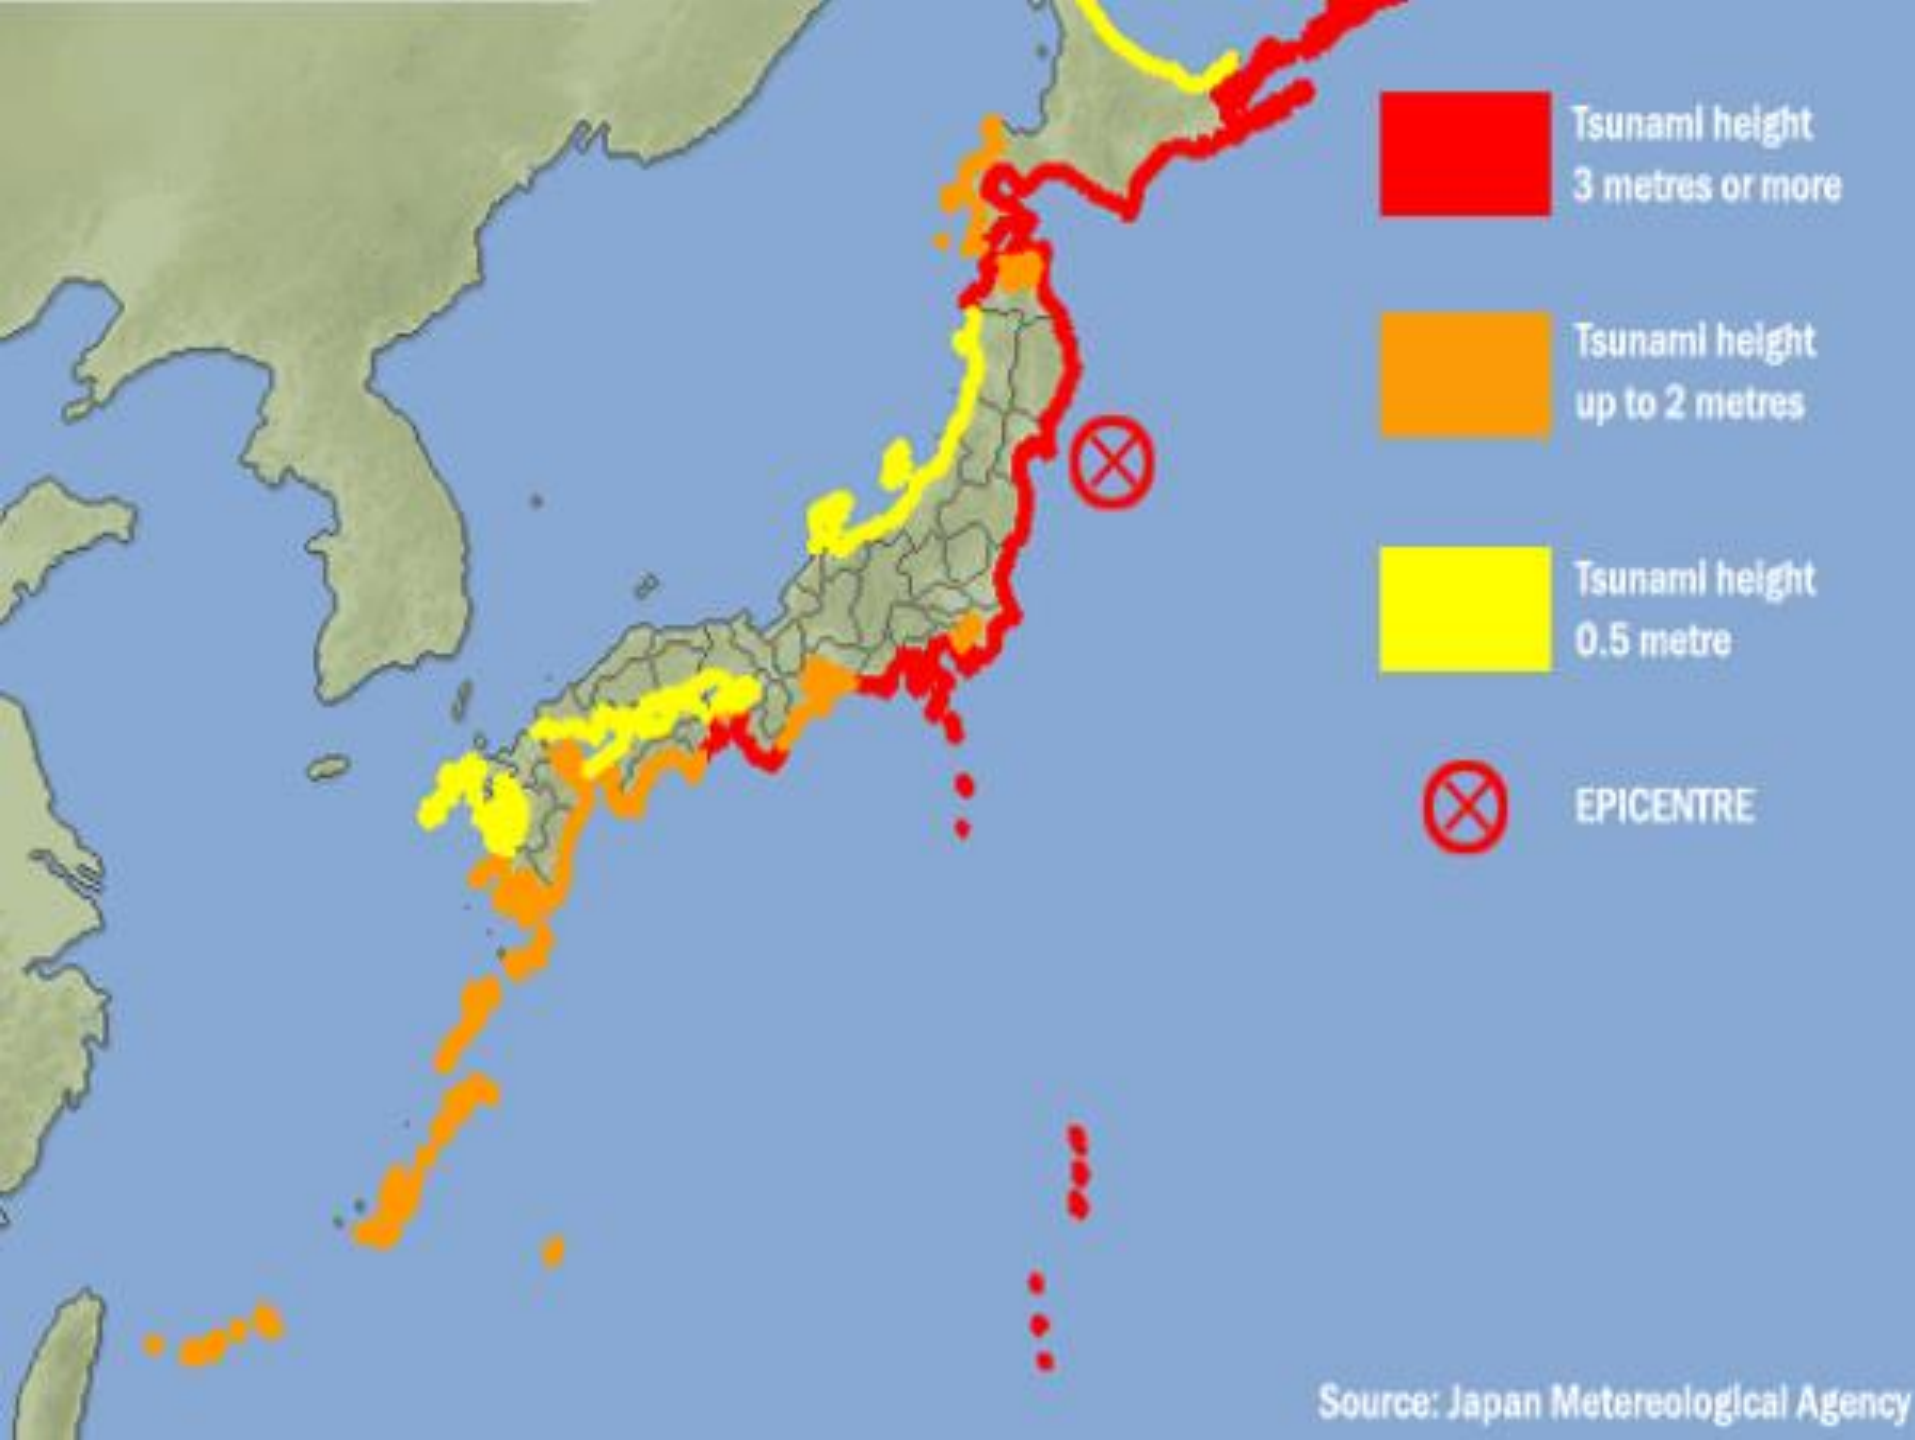 Tsunami height
3 metres or more
Tsunami height
up to 2 metres
Tsunami height
0.5 metre
EPICENTRE
Source: Japan Metereological Agency